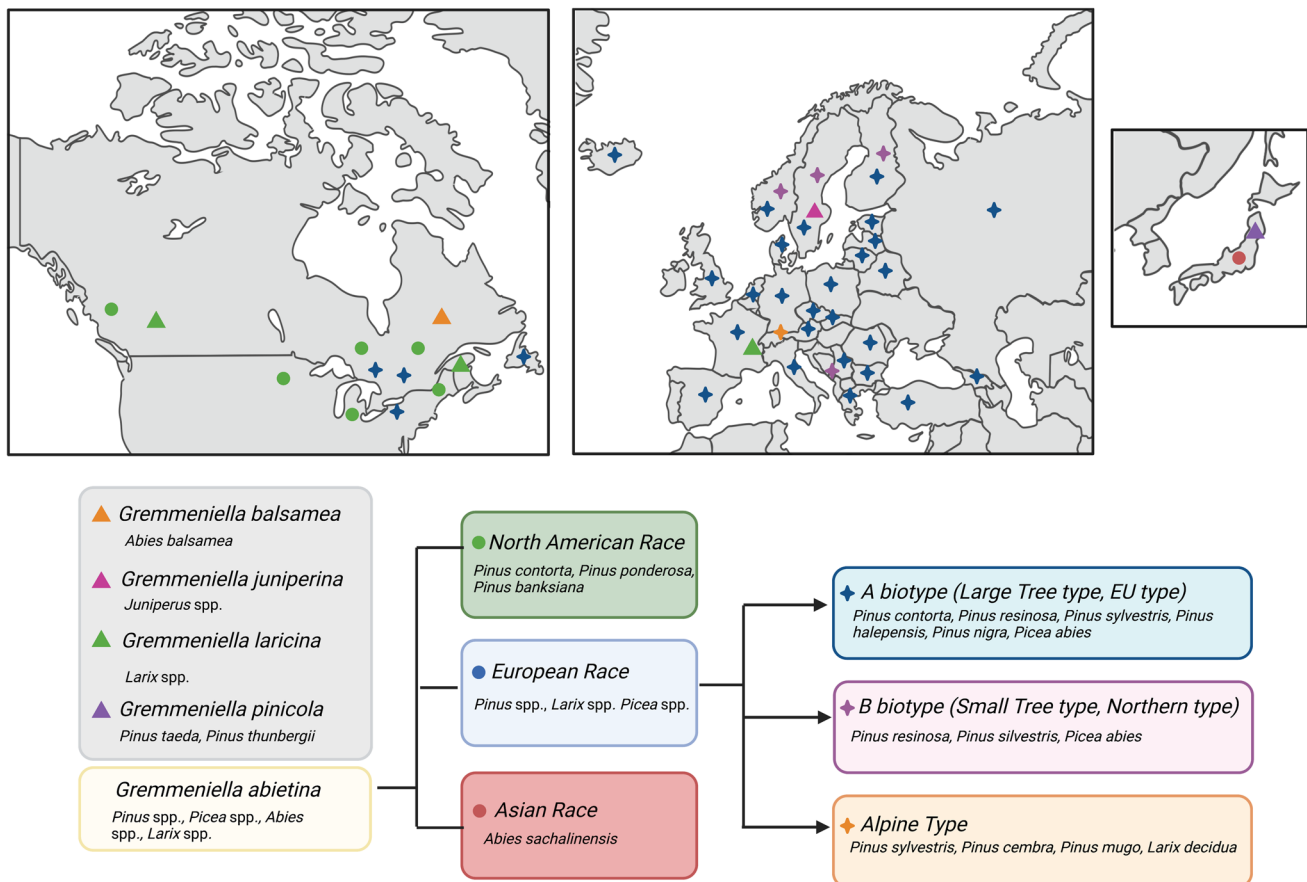 Gremmeniella balsamea
Abies balsamea
Gremmeniella juniperina
Juniperus spp.
Gremmeniella laricina
Larix spp.
Gremmeniella pinicola
Pinus taeda, Pinus thunbergii
Gremmeniella abietina
Pinus spp., Picea spp., Abies
spp., Larix spp.
North American Race
Pinus contorta, Pinus ponderosa,
Pinus banksiana
European Race
Pinus spp., Larix spp. Picea spp.
Asian Race
Abies sachalinensis
A biotype (Large Tree type, EU type)
Pinus contorta, Pinus resinosa, Pinus sylvestris, Pinus
halepensis, Pinus nigra, Picea abies
B biotype (Small Tree type, Northern type)
Pinus resinosa, Pinus silvestris, Picea abies
Alpine Type
Pinus sylvestris, Pinus cembra, Pinus mugo, Larix decidua